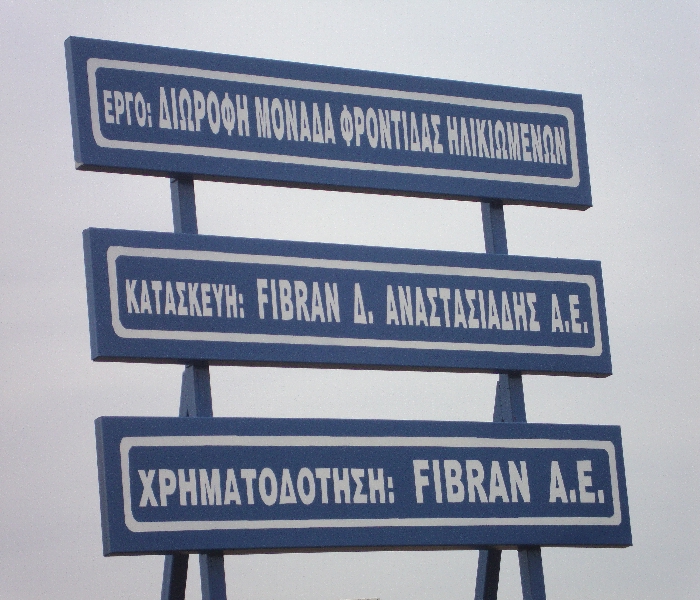 ΕΡΓΟ: ΔΙΩΡΟΦΗ ΜΟΝΑΔΑ ΦΡΟΝΤΙΔΑΣ ΗΛΙΚΙΩΜΕΝΩΝ
ΚΑΤΑΣΚΕΥΗ: FIBRAN Δ. ΑΝΑΣΤΑΣΙΑΔΗΣ Α.Ε.
ΧΡΗΜΑΤΟΔΟΤΗΣΗ: FIBRAN Α.Ε.